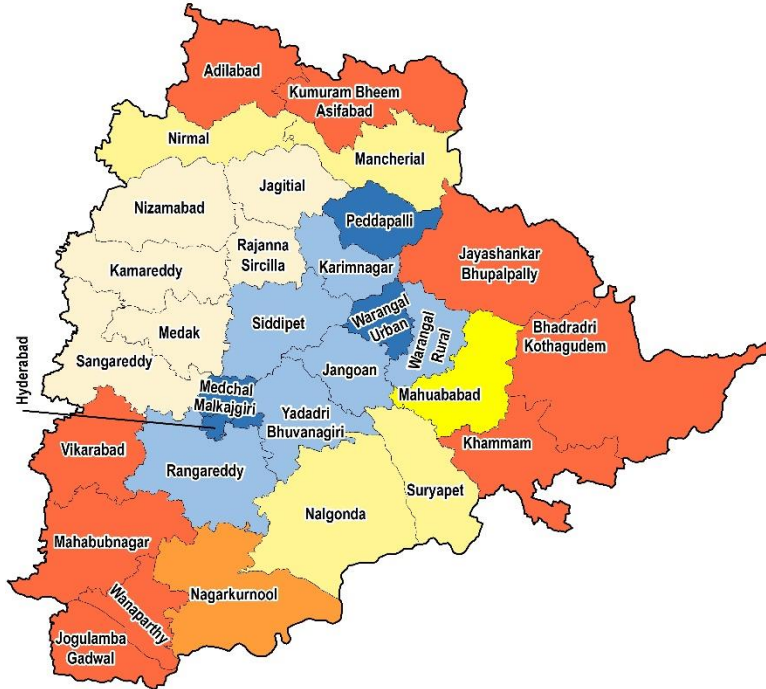 Adilabad
Kumuram Bheem
Asifabad
Nirmal
Mancherial
Jagitial
Nizamabad
Peddapalli
Rajanna
Sircilla
Karimnagar
Jayashankar
Bhupalpally
Kamareddy
Siddipet
Warangal
Urban
Warangal
Rural
Bhadradri
Kothagudem
Medak
Sangareddy
Hyderabad
Jangoan
Medchal
Malkajgiri
Mahuababad
Yadadri
Bhuvanagiri
Khammam
Vikarabad
Rangareddy
Suryapet
Nalgonda
Mahabubnagar
Wanaparthy
Nagarkurnool
Jogulamba
Gadwal